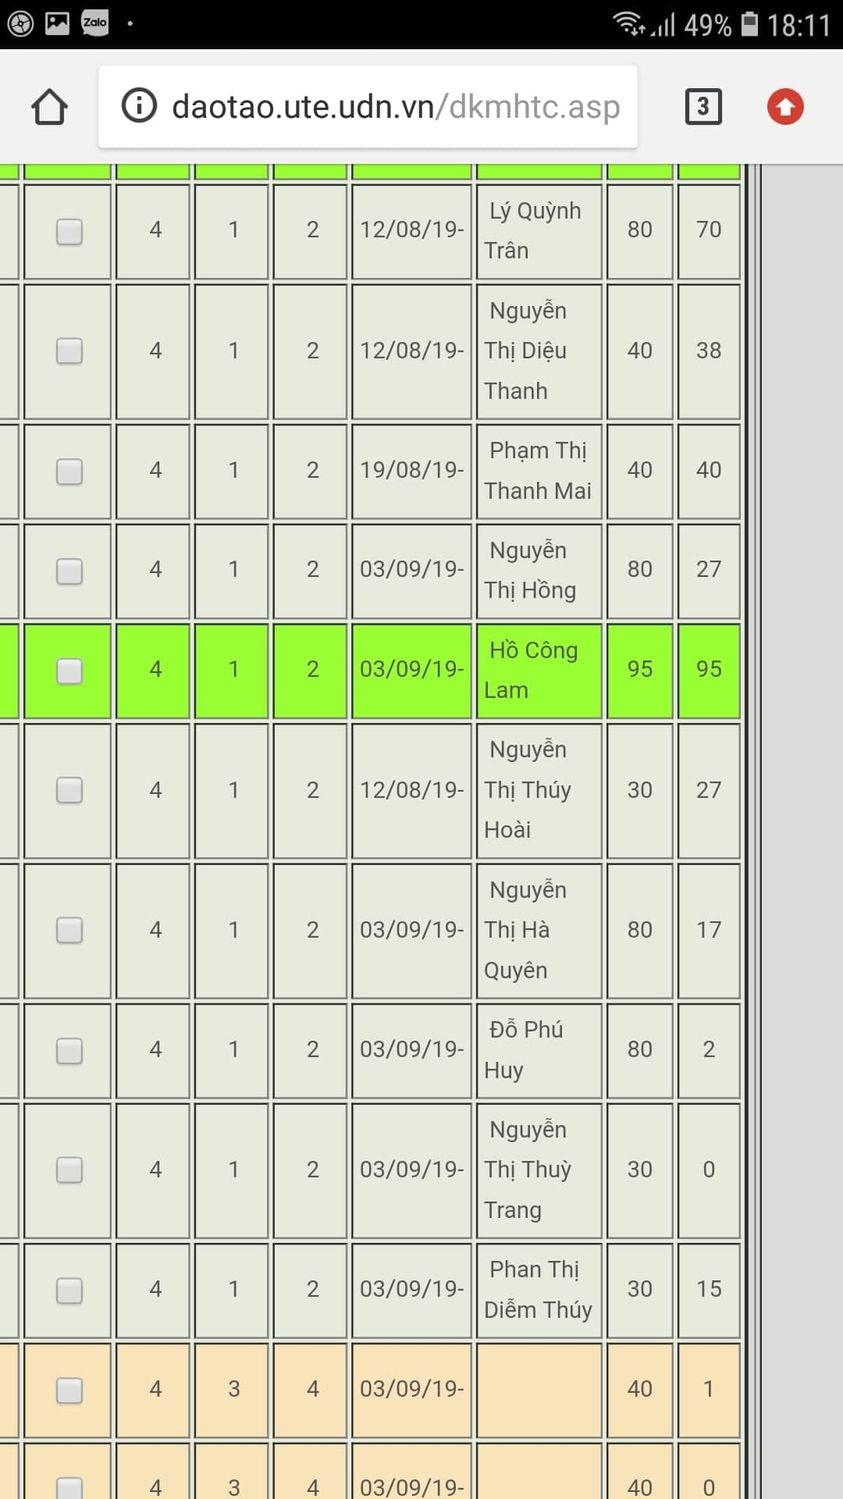 Zalo 49% 18:11
daotao.ute.udn.vn/dkmhtc.asp 3
4 1 2 12/08/19- Lý Quỳnh Trân 80 70
4 1 2 12/08/19- Nguyễn Thị Diệu Thanh 40 38
4 1 2 19/08/19- Phạm Thị Thanh Mai 40 40
4 1 2 03/09/19- Nguyễn Thị Hồng 80 27
4 1 2 03/09/19- Hồ Công Lam 95 95
4 1 2 12/08/19- Nguyễn Thị Thúy Hoài 30 27
4 1 2 03/09/19- Nguyễn Thị Hà Quyên 80 17
4 1 2 03/09/19- Đỗ Phú Huy 80 2
4 1 2 03/09/19- Nguyễn Thị Thuỳ Trang 30 0
4 1 2 03/09/19- Phan Thị Diễm Thúy 30 15
4 3 4 03/09/19- 40 1
4 3 4 03/09/19- 40 0